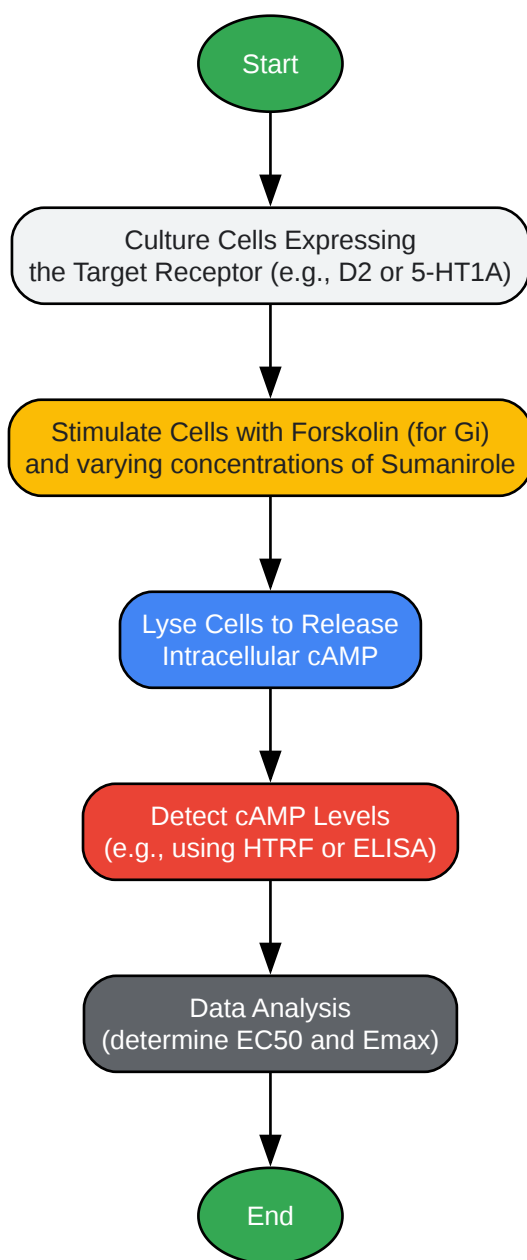 Start
Culture Cells Expressing
the Target Receptor (e.g., D2 or 5-HT1A)
Stimulate Cells with Forskolin (for Gi)
and varying concentrations of Sumanirole
Lyse Cells to Release
Intracellular cAMP
Detect cAMP Levels
(e.g., using HTRF or ELISA)
Data Analysis
(determine EC50 and Emax)
End